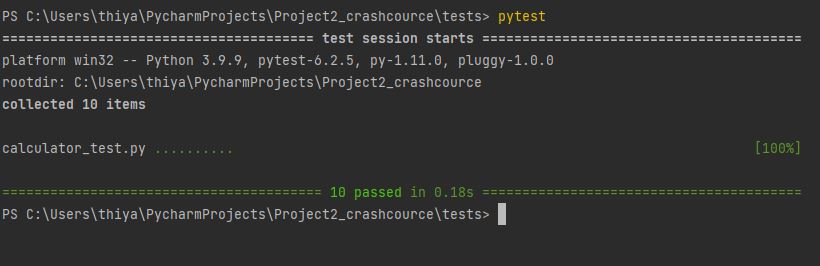 PS C:\Users\thiya\PycharmProjects\Project2_crashcource\tests> pytest
======================================= test session starts ========================================
platform win32 -- Python 3.9.9, pytest-6.2.5, py-1.11.0, pluggy-1.0.0
rootdir: C:\Users\thiya\PycharmProjects\Project2_crashcource
collected 10 items
calculator_test.py .......... [100%]
======================================== 10 passed in 0.18s ========================================
PS C:\Users\thiya\PycharmProjects\Project2_crashcource\tests>